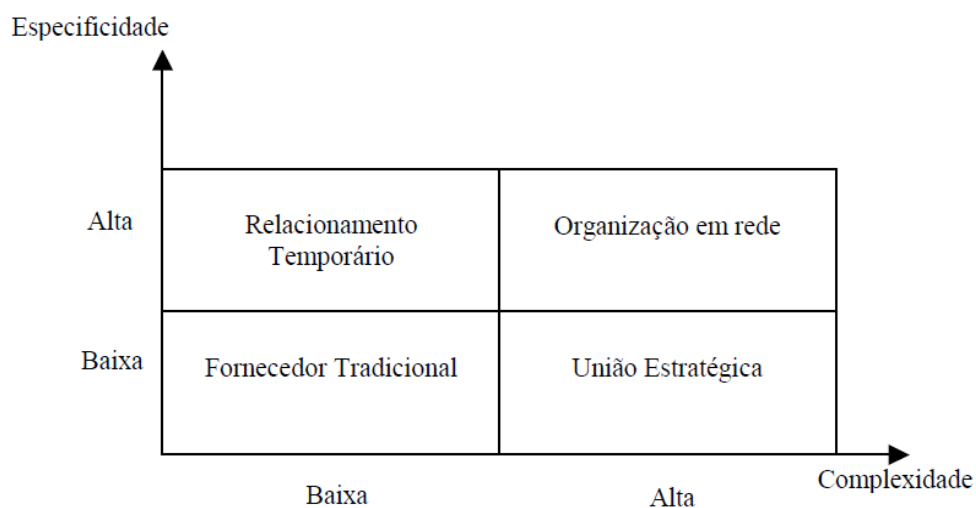 Especificidade
Alta
Relacionamento
Temporário
Organização em rede
Baixa
Fornecedor Tradicional
União Estratégica
Complexidade
Baixa
Alta